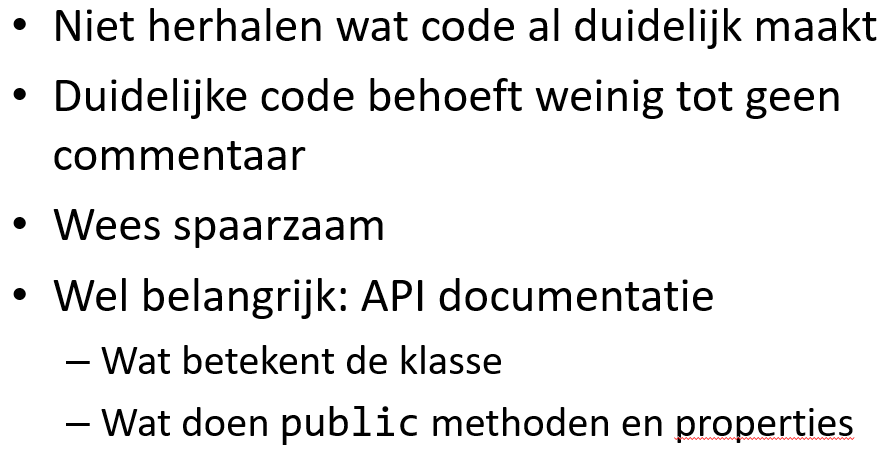 • Niet herhalen wat code al duidelijk maakt
• Duidelijke code behoeft weinig tot geen
commentaar
• Wees spaarzaam
• Wel belangrijk: API documentatie
– Wat betekent de klasse
– Wat doen public methoden en properties